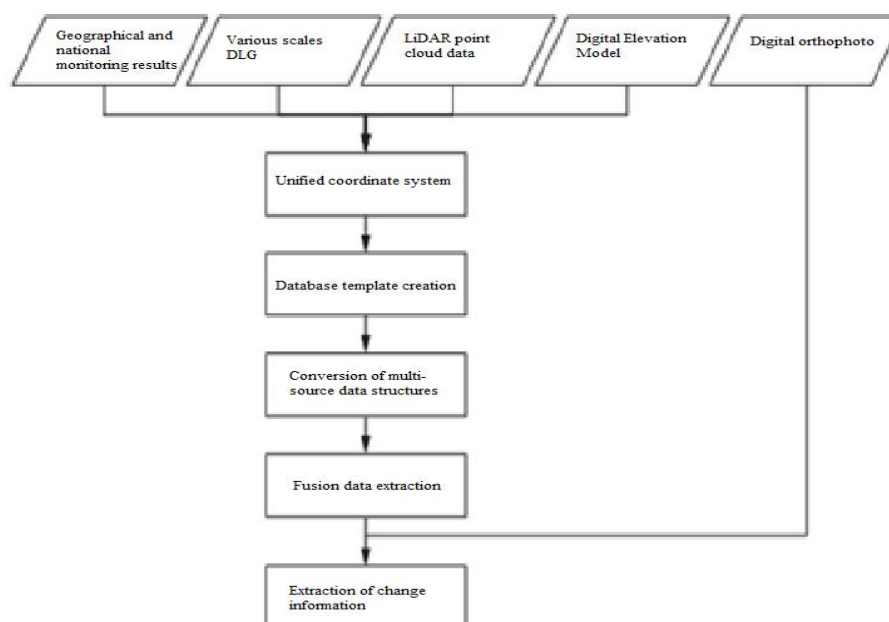 Geographical and
national
monitoring results
Various scales
DLG
LiDAR point
cloud data
Digital Elevation
Model
Digital orthophoto
Unified coordinate system
Database template creation
Conversion of multi-
source data structures
Fusion data extraction
Extraction of change
information